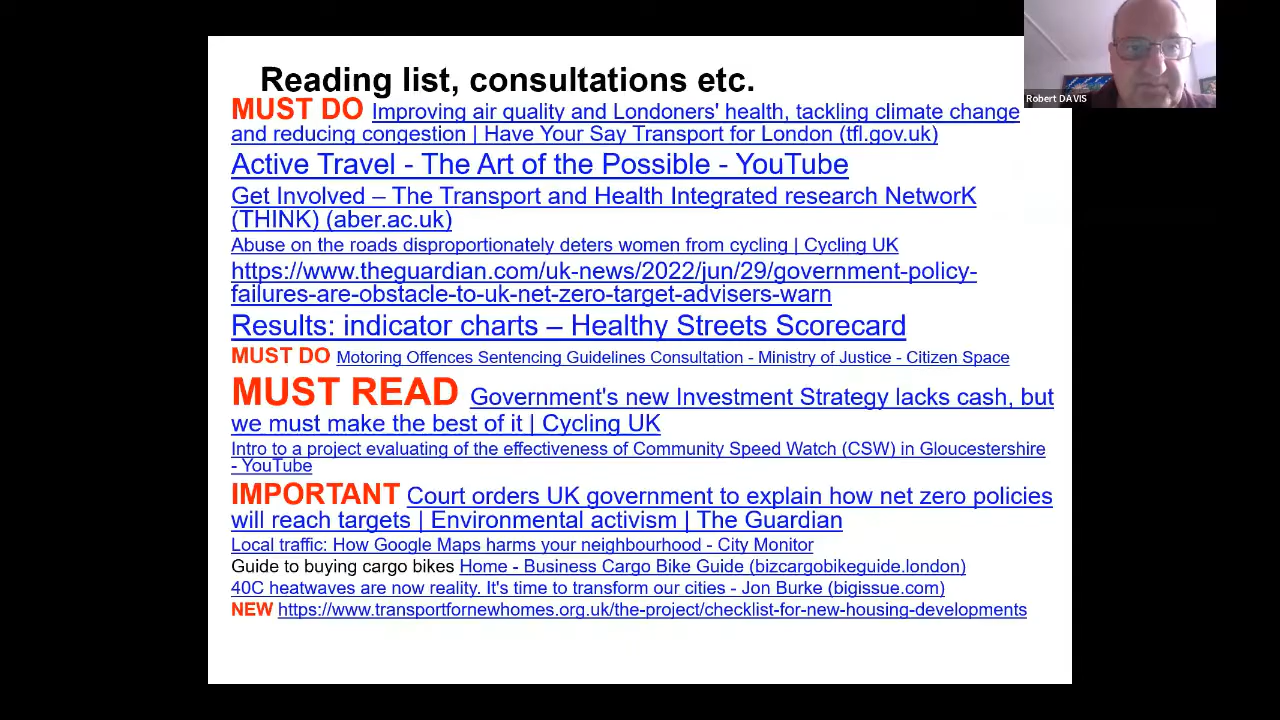 Reading list, consultations etc.
MUST DO Improving air quality and Londoners' health, tackling climate change
and reducing congestion | Have Your Say Transport for London (tfl.gov.uk)
Active Travel - The Art of the Possible - YouTube
Get Involved – The Transport and Health Integrated research NetworK
(THINK) (aber.ac.uk)
Abuse on the roads disproportionately deters women from cycling | Cycling UK
https://www.theguardian.com/uk-news/2022/jun/29/government-policy-
failures-are-obstacle-to-uk-net-zero-target-advisers-warn
Results: indicator charts – Healthy Streets Scorecard
MUST DO Motoring Offences Sentencing Guidelines Consultation - Ministry of Justice - Citizen Space
MUST READ Government's new Investment Strategy lacks cash, but
we must make the best of it | Cycling UK
Intro to a project evaluating of the effectiveness of Community Speed Watch (CSW) in Gloucestershire
- YouTube
IMPORTANT Court orders UK government to explain how net zero policies
will reach targets | Environmental activism | The Guardian
Local traffic: How Google Maps harms your neighbourhood - City Monitor
Guide to buying cargo bikes Home - Business Cargo Bike Guide (bizcargobikeguide.london)
40C heatwaves are now reality. It's time to transform our cities - Jon Burke (bigissue.com)
NEW https://www.transportfornewhomes.org.uk/the-project/checklist-for-new-housing-developments
Robert DAVIS